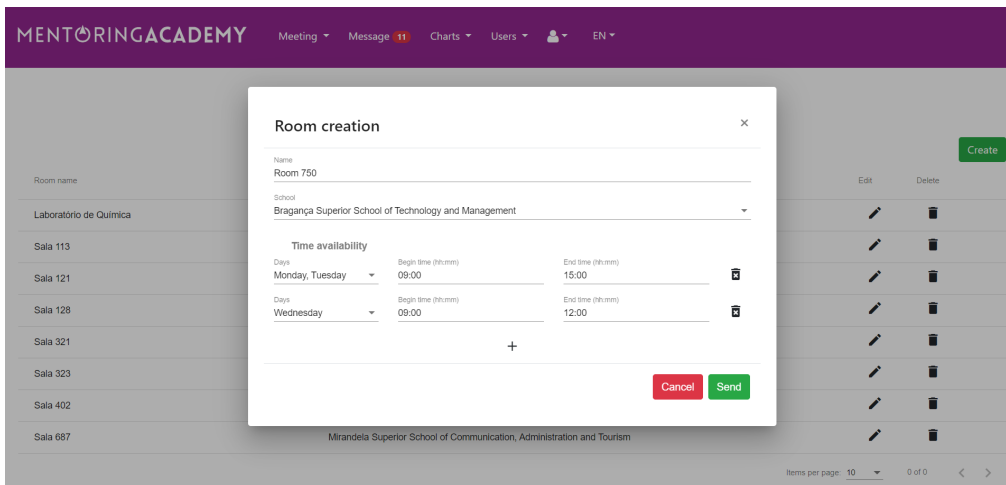 MENTORINGACADEMY Meeting Message 11 Charts Users EN
Room creation ×
Create
Name
Room 750
Room name Edit Delete
School
Bragança Superior School of Technology and Management
Laboratório de Química
Time availability
Sala 113
Days Begin time (hh:mm) End time (hh:mm)
Monday, Tuesday 09:00 15:00
Sala 121
Days Begin time (hh:mm) End time (hh:mm)
Wednesday 09:00 12:00
Sala 128
Sala 321
+
Sala 323
Cancel Send
Sala 402
Sala 687 Mirandela Superior School of Communication, Administration and Tourism
Items per page: 10 0 of 0 < >